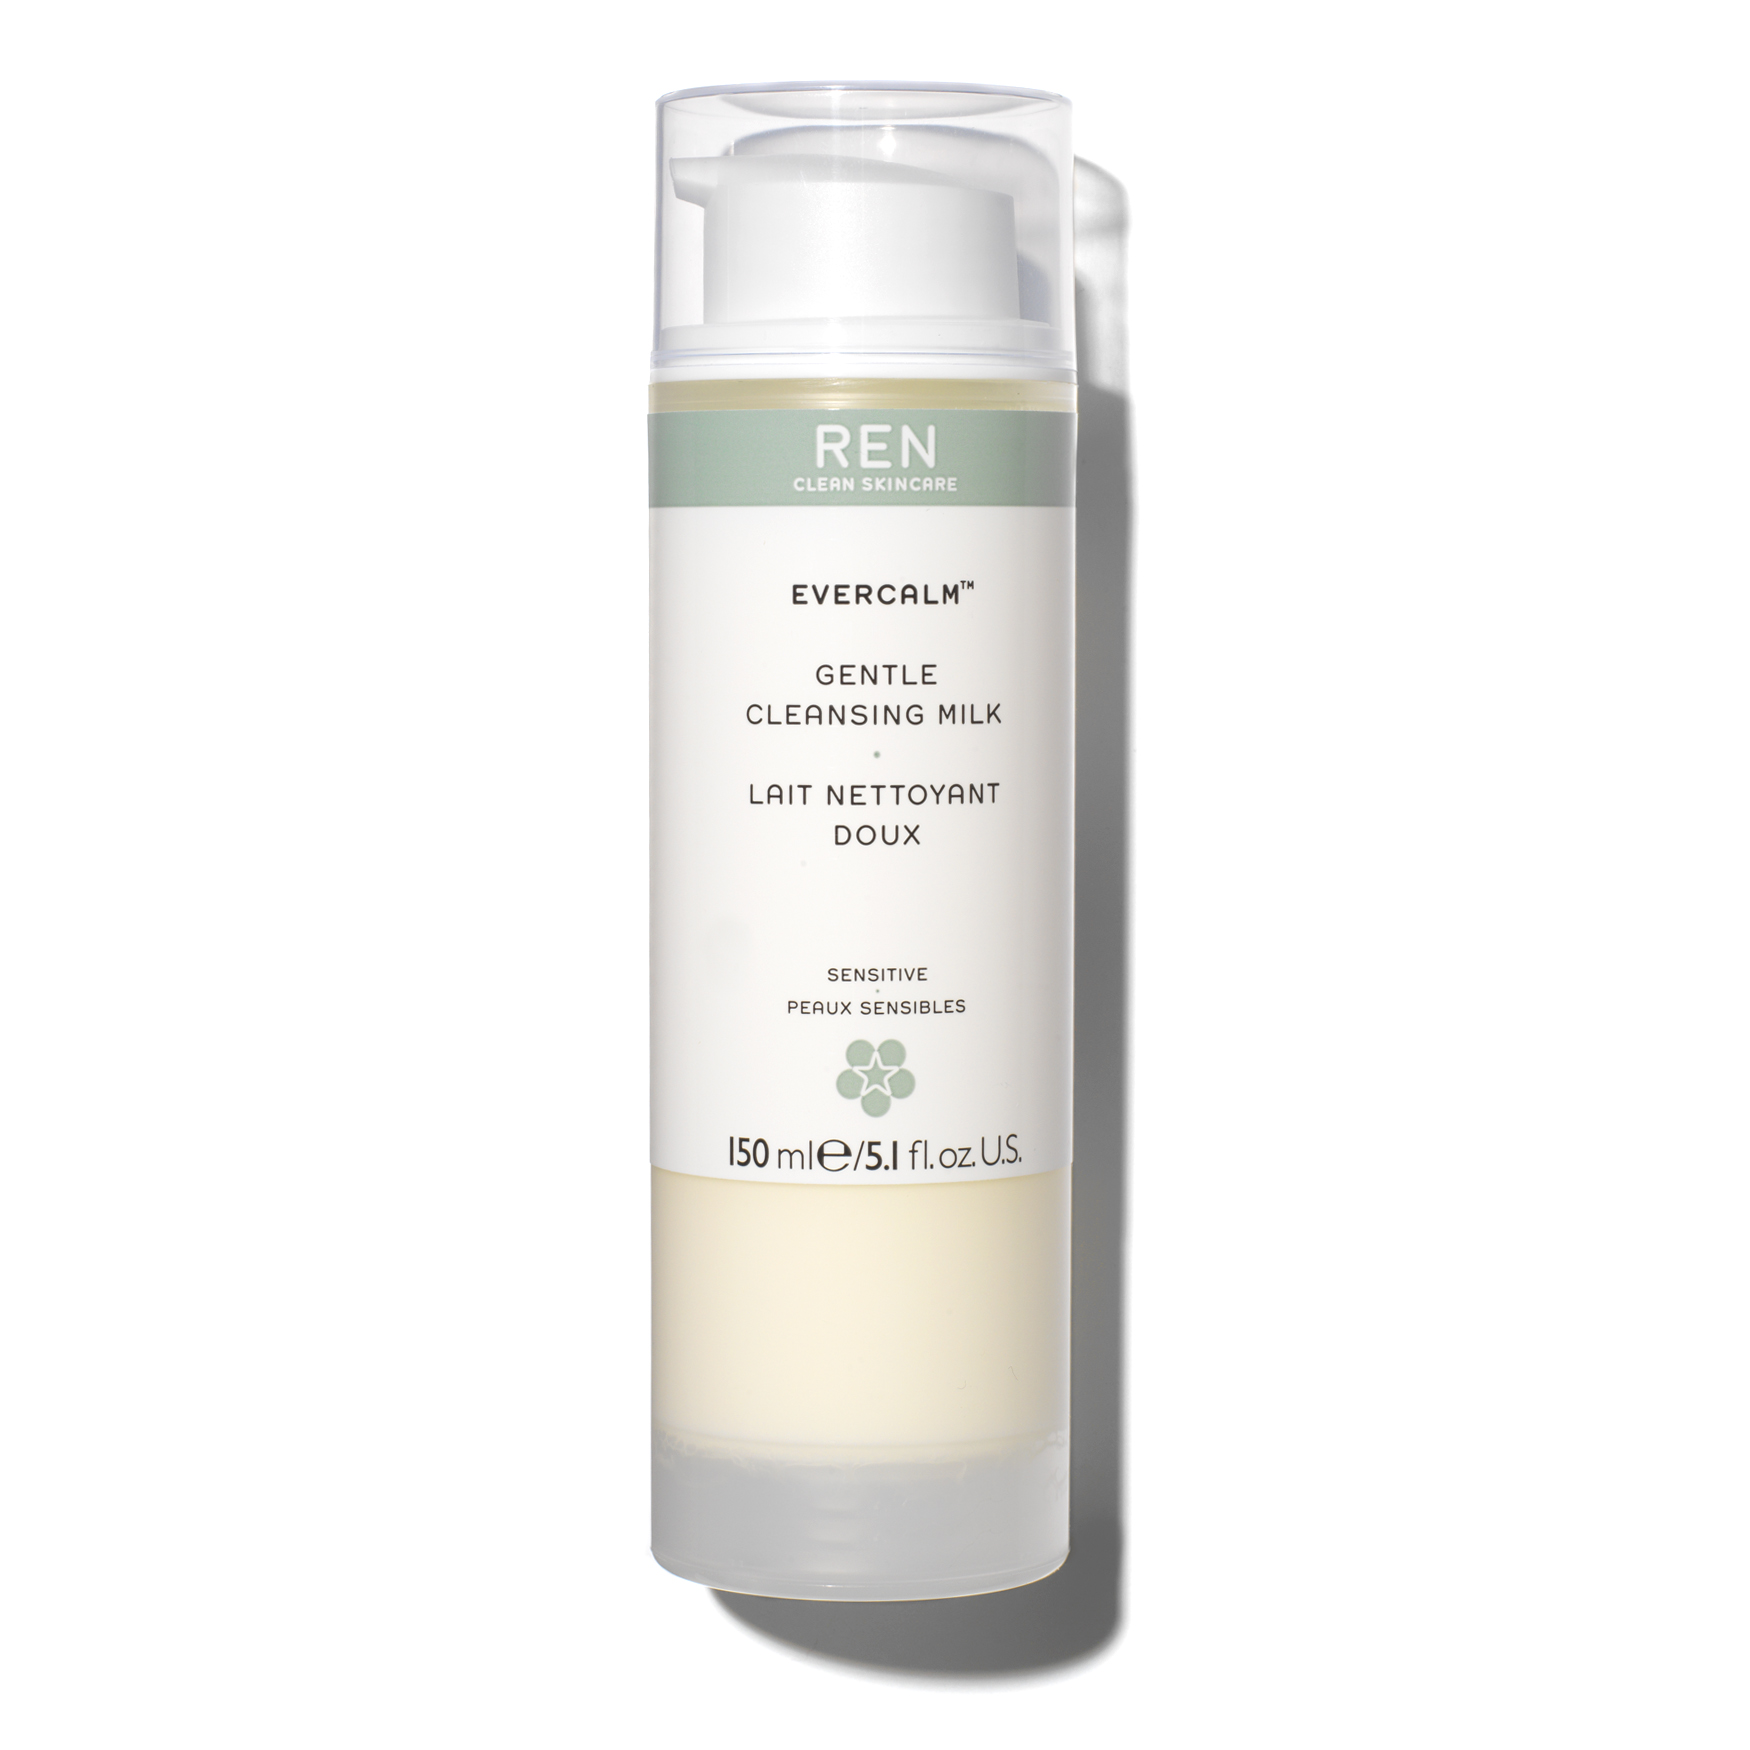 REN
CLEAN SKINCARE
EVERCALM™
GENTLE
CLEANSING MILK
•
LAIT NETTOYANT
DOUX
SENSITIVE
•
PEAUX SENSIBLES
150 ml℮/5.1 fl. oz. U.S.